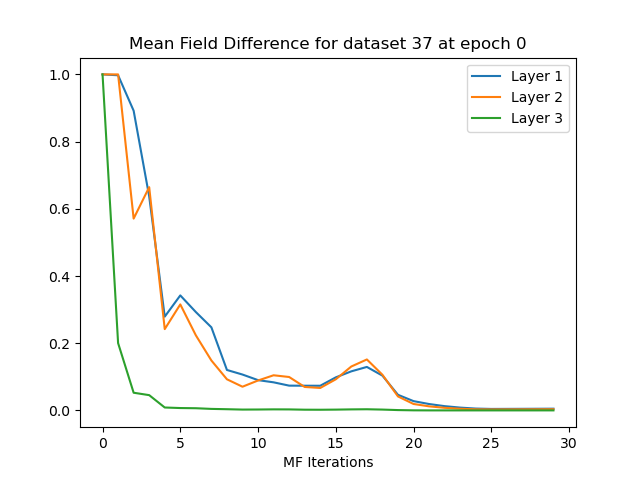 Mean Field Difference for dataset 37 at epoch 0
1.0
0.8
0.6
0.4
0.2
0.0
Layer 1
Layer 2
Layer 3
0 5 10 15 20 25 30
MF Iterations